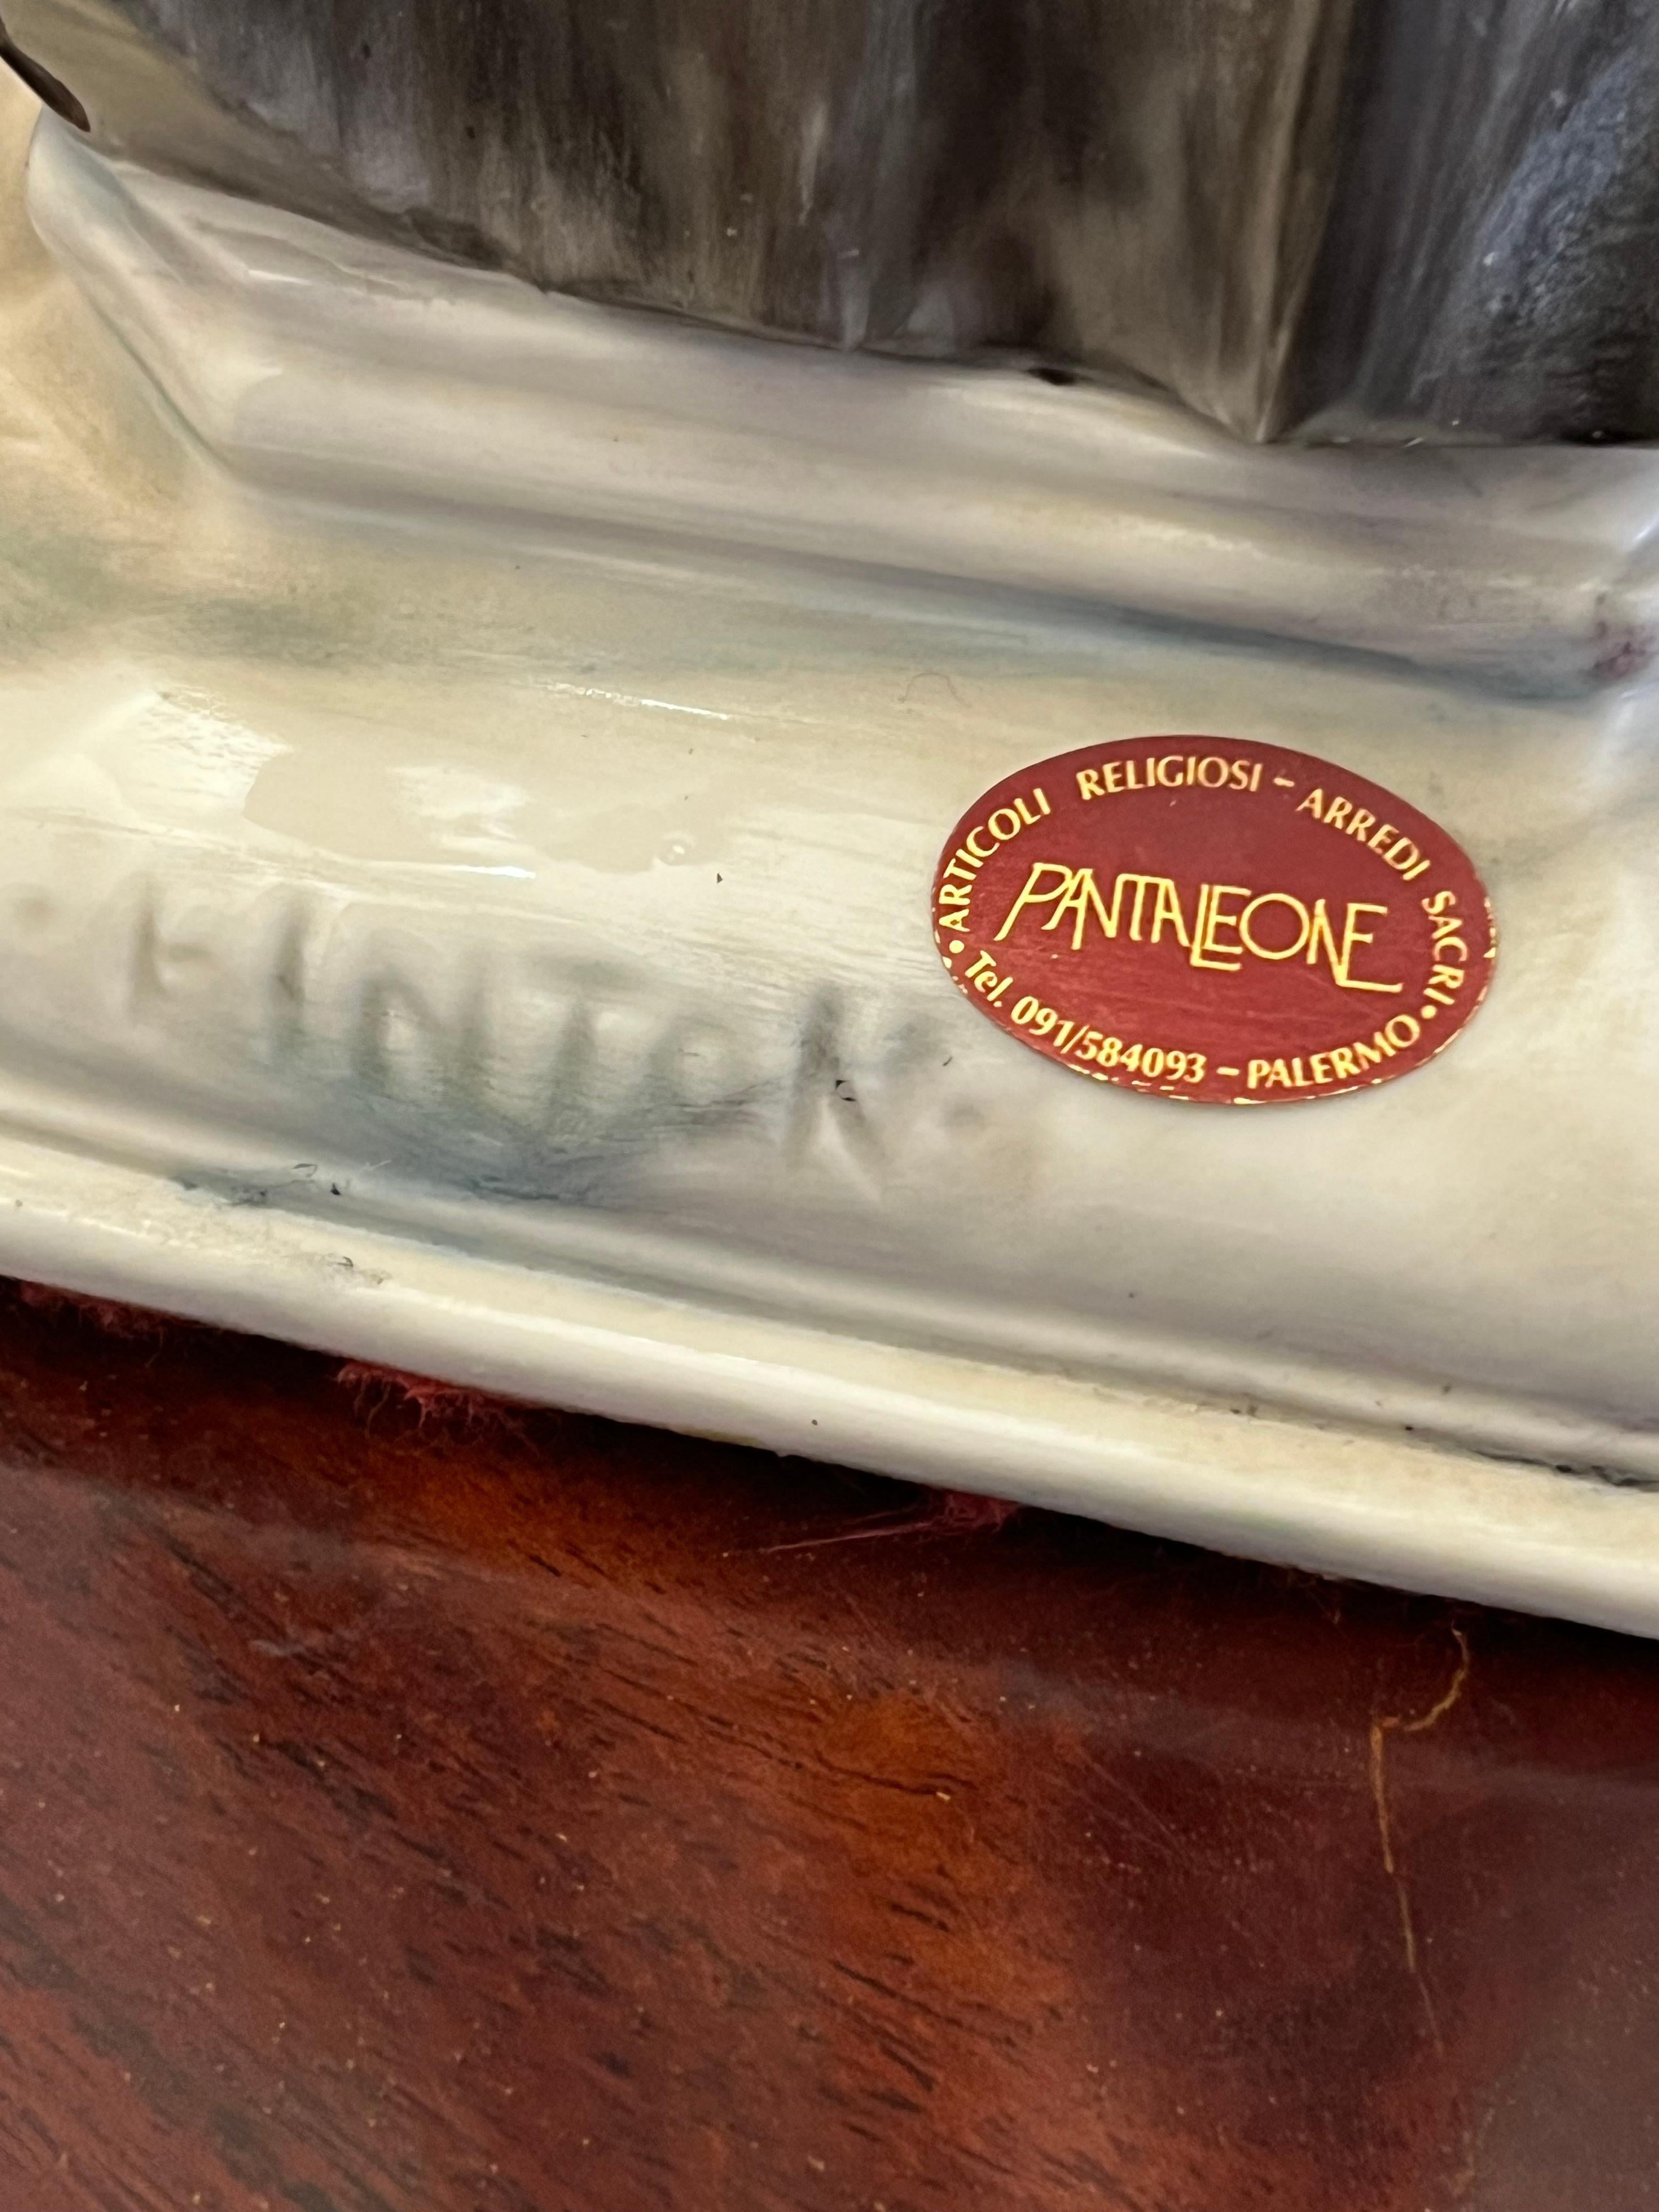 ARTICOLI RELIGIOSI - ARREDI SACRI
PANTALEONE
• Tel. 091/584093 - PALERMO •